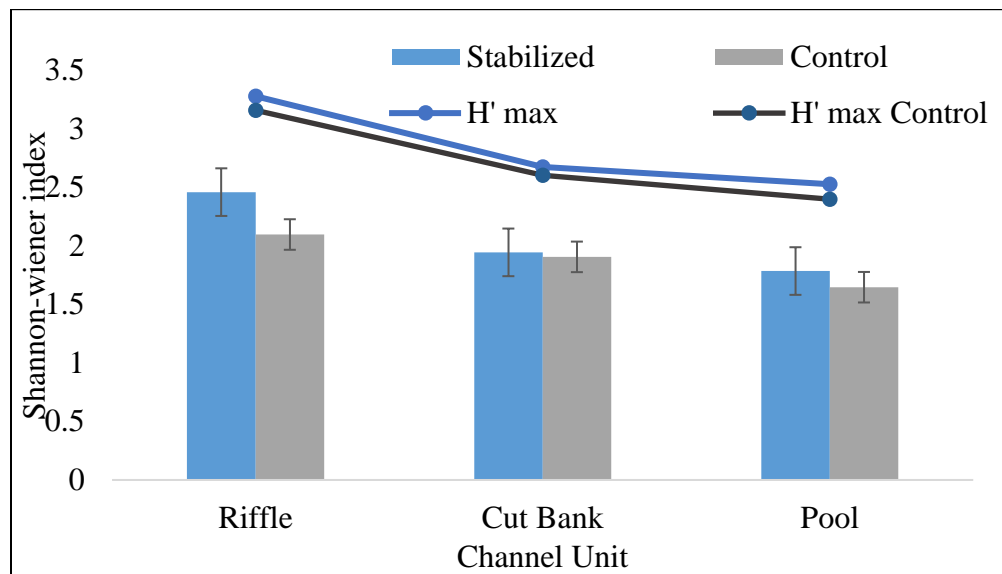 Stabilized
Control
H' max
H' max Control
Shannon-wiener index
3.5
3
2.5
2
1.5
1
0.5
0
Riffle
Cut Bank
Pool
Channel Unit